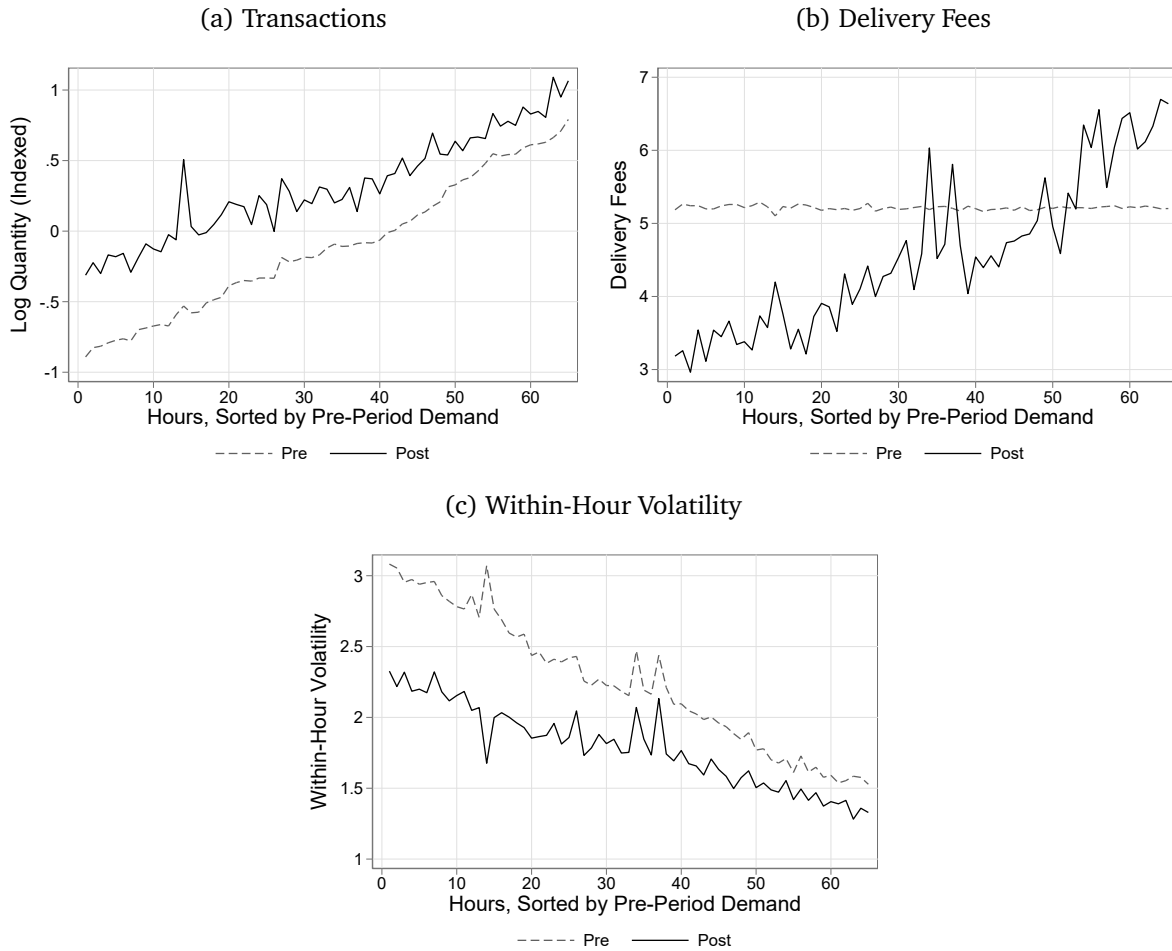 (a) Transactions
Log Quantity (Indexed)
1
.5
0
-.5
-1
0 10 20 30 40 50 60
Hours, Sorted by Pre-Period Demand
Pre Post
(b) Delivery Fees
Delivery Fees
7
6
5
4
3
0 10 20 30 40 50 60
Hours, Sorted by Pre-Period Demand
Pre Post
(c) Within-Hour Volatility
Within-Hour Volatility
3
2.5
2
1.5
1
0 10 20 30 40 50 60
Hours, Sorted by Pre-Period Demand
Pre Post